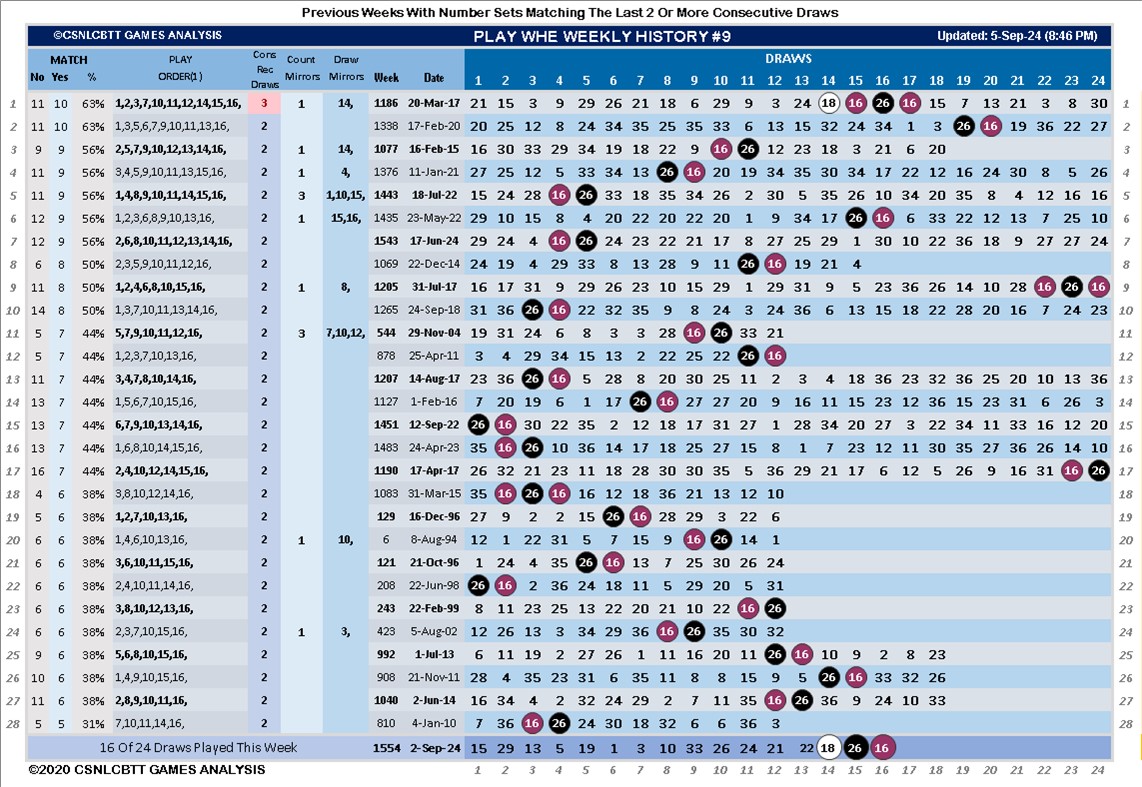 Previous Weeks With Number Sets Matching The Last 2 Or More Consecutive Draws
©CSNLCBTT GAMES ANALYSIS PLAY WHE WEEKLY HISTORY #9 Updated: 5-Sep-24 (8:46 PM)
MATCH PLAY Cons Count Draw DRAWS
No Yes % ORDER(1) Rec Draws Mirrors Mirrors Week Date 1 2 3 4 5 6 7 8 9 10 11 12 13 14 15 16 17 18 19 20 21 22 23 24
1 11 10 63% 1,2,3,7,10,11,12,14,15,16, 3 1 14, 1186 20-Mar-17 21 15 3 9 29 26 21 18 6 29 9 3 24 18 16 26 16 15 7 13 21 3 8 30 1
2 11 10 63% 1,3,5,6,7,9,10,11,13,16, 2 1338 17-Feb-20 20 25 12 8 24 34 35 25 35 33 6 13 15 32 24 34 1 3 26 16 19 36 22 27 2
3 9 9 56% 2,5,7,9,10,12,13,14,16, 2 1 14, 1077 16-Feb-15 16 30 33 29 34 19 18 22 9 16 26 12 23 18 3 21 6 20 3
4 11 9 56% 3,4,5,9,10,11,13,15,16, 2 1 4, 1376 11-Jan-21 27 25 12 5 33 34 13 26 16 20 19 34 35 30 34 17 22 12 16 24 30 8 5 26 4
5 11 9 56% 1,4,8,9,10,11,14,15,16, 2 3 1,10,15, 1443 18-Jul-22 15 24 28 16 26 33 18 35 34 26 2 30 5 35 26 10 34 20 35 8 4 12 16 16 5
6 12 9 56% 1,2,3,6,8,9,10,13,16, 2 1 15,16, 1435 23-May-22 29 10 15 8 4 20 22 20 22 20 1 9 34 17 26 16 6 33 22 12 13 6 25 10 6
7 12 9 56% 2,6,8,10,11,12,13,14,16, 2 1543 17-Jun-24 29 24 4 16 26 24 23 22 21 17 8 27 25 29 1 30 10 22 36 18 9 27 27 24 7
8 6 8 50% 2,3,5,9,10,11,12,16, 2 1069 22-Dec-14 24 19 4 29 33 8 13 28 9 11 26 16 19 21 4 8
9 11 8 50% 1,2,4,6,8,10,15,16, 2 1 8, 1205 31-Jul-17 16 17 31 9 29 26 23 10 15 29 1 29 31 9 5 23 36 26 14 10 28 16 26 16 9
10 14 8 50% 1,3,7,10,11,13,14,16, 2 1265 24-Sep-18 31 36 26 16 22 32 35 9 8 24 3 24 36 6 13 15 18 22 28 20 16 7 24 23 10
11 5 7 44% 5,7,9,10,11,12,16, 2 3 7,10,12, 544 29-Nov-04 19 31 24 6 8 3 3 28 16 26 33 21 11
12 5 7 44% 1,2,3,7,10,13,16, 2 878 25-Apr-11 3 4 29 34 15 13 2 22 25 22 26 16 12
13 11 7 44% 3,4,7,8,10,14,16, 2 1207 14-Aug-17 23 36 26 16 5 28 8 20 30 25 11 2 3 4 18 36 23 32 36 25 20 10 13 36 13
14 13 7 44% 1,5,6,7,10,15,16, 2 1127 1-Feb-16 7 20 19 6 1 17 26 16 27 27 20 9 16 11 15 23 12 36 15 23 31 6 26 3 14
15 13 7 44% 6,7,9,10,13,14,16, 2 1451 12-Sep-22 26 16 30 22 35 2 12 18 17 31 27 1 28 34 20 27 3 22 34 11 33 16 12 20 15
16 13 7 44% 1,6,8,10,14,15,16, 2 1483 24-Apr-23 35 16 26 10 36 14 17 18 25 27 15 13 8 1 7 23 12 11 30 35 27 36 26 14 10 16
17 16 7 44% 2,4,10,12,14,15,16, 2 1190 17-Apr-17 26 32 21 23 11 18 28 30 30 35 5 36 29 21 17 6 12 5 26 9 16 31 16 26 17
18 4 6 38% 3,8,10,12,14,16, 2 1083 31-Mar-15 35 16 26 16 16 12 18 36 21 13 12 10 18
19 5 6 38% 1,2,7,10,13,16, 2 129 16-Dec-96 27 9 2 2 15 26 16 28 29 3 22 6 19
20 6 6 38% 1,4,6,10,13,16, 2 1 10, 6 8-Aug-94 12 1 22 31 5 7 15 9 16 26 14 1 20
21 6 6 38% 3,6,10,11,15,16, 2 121 21-Oct-96 1 24 4 35 26 16 13 7 25 30 26 24 21
22 6 6 38% 2,4,10,11,14,16, 2 208 22-Jun-98 26 16 2 36 24 18 11 5 29 20 5 31 22
23 6 6 38% 3,8,10,12,13,16, 2 243 22-Feb-99 8 11 23 25 13 22 20 21 10 22 16 26 23
24 6 6 38% 2,3,7,10,15,16, 2 1 3, 423 5-Aug-02 12 26 13 3 34 29 36 16 26 35 30 32 24
25 9 6 38% 5,6,8,10,15,16, 2 992 1-Jul-13 6 11 19 2 27 26 1 11 16 20 11 26 16 10 9 2 8 23 25
26 10 6 38% 1,4,9,10,15,16, 2 908 21-Nov-11 28 4 35 23 31 6 35 26 8 8 15 9 5 26 16 33 32 26 26
27 11 6 38% 2,8,9,10,11,16, 2 1040 2-Jun-14 16 34 4 2 32 24 29 2 7 11 35 16 26 36 9 24 10 33 27
28 5 5 31% 7,10,11,14,16, 2 810 4-Jan-10 7 36 16 26 24 30 18 32 6 6 36 3 28
16 Of 24 Draws Played This Week 1554 2-Sep-24 15 29 13 5 19 1 3 10 33 26 24 21 22 18 26 16
©2020 CSNLCBTT GAMES ANALYSIS 1 2 3 4 5 6 7 8 9 10 11 12 13 14 15 16 17 18 19 20 21 22 23 24